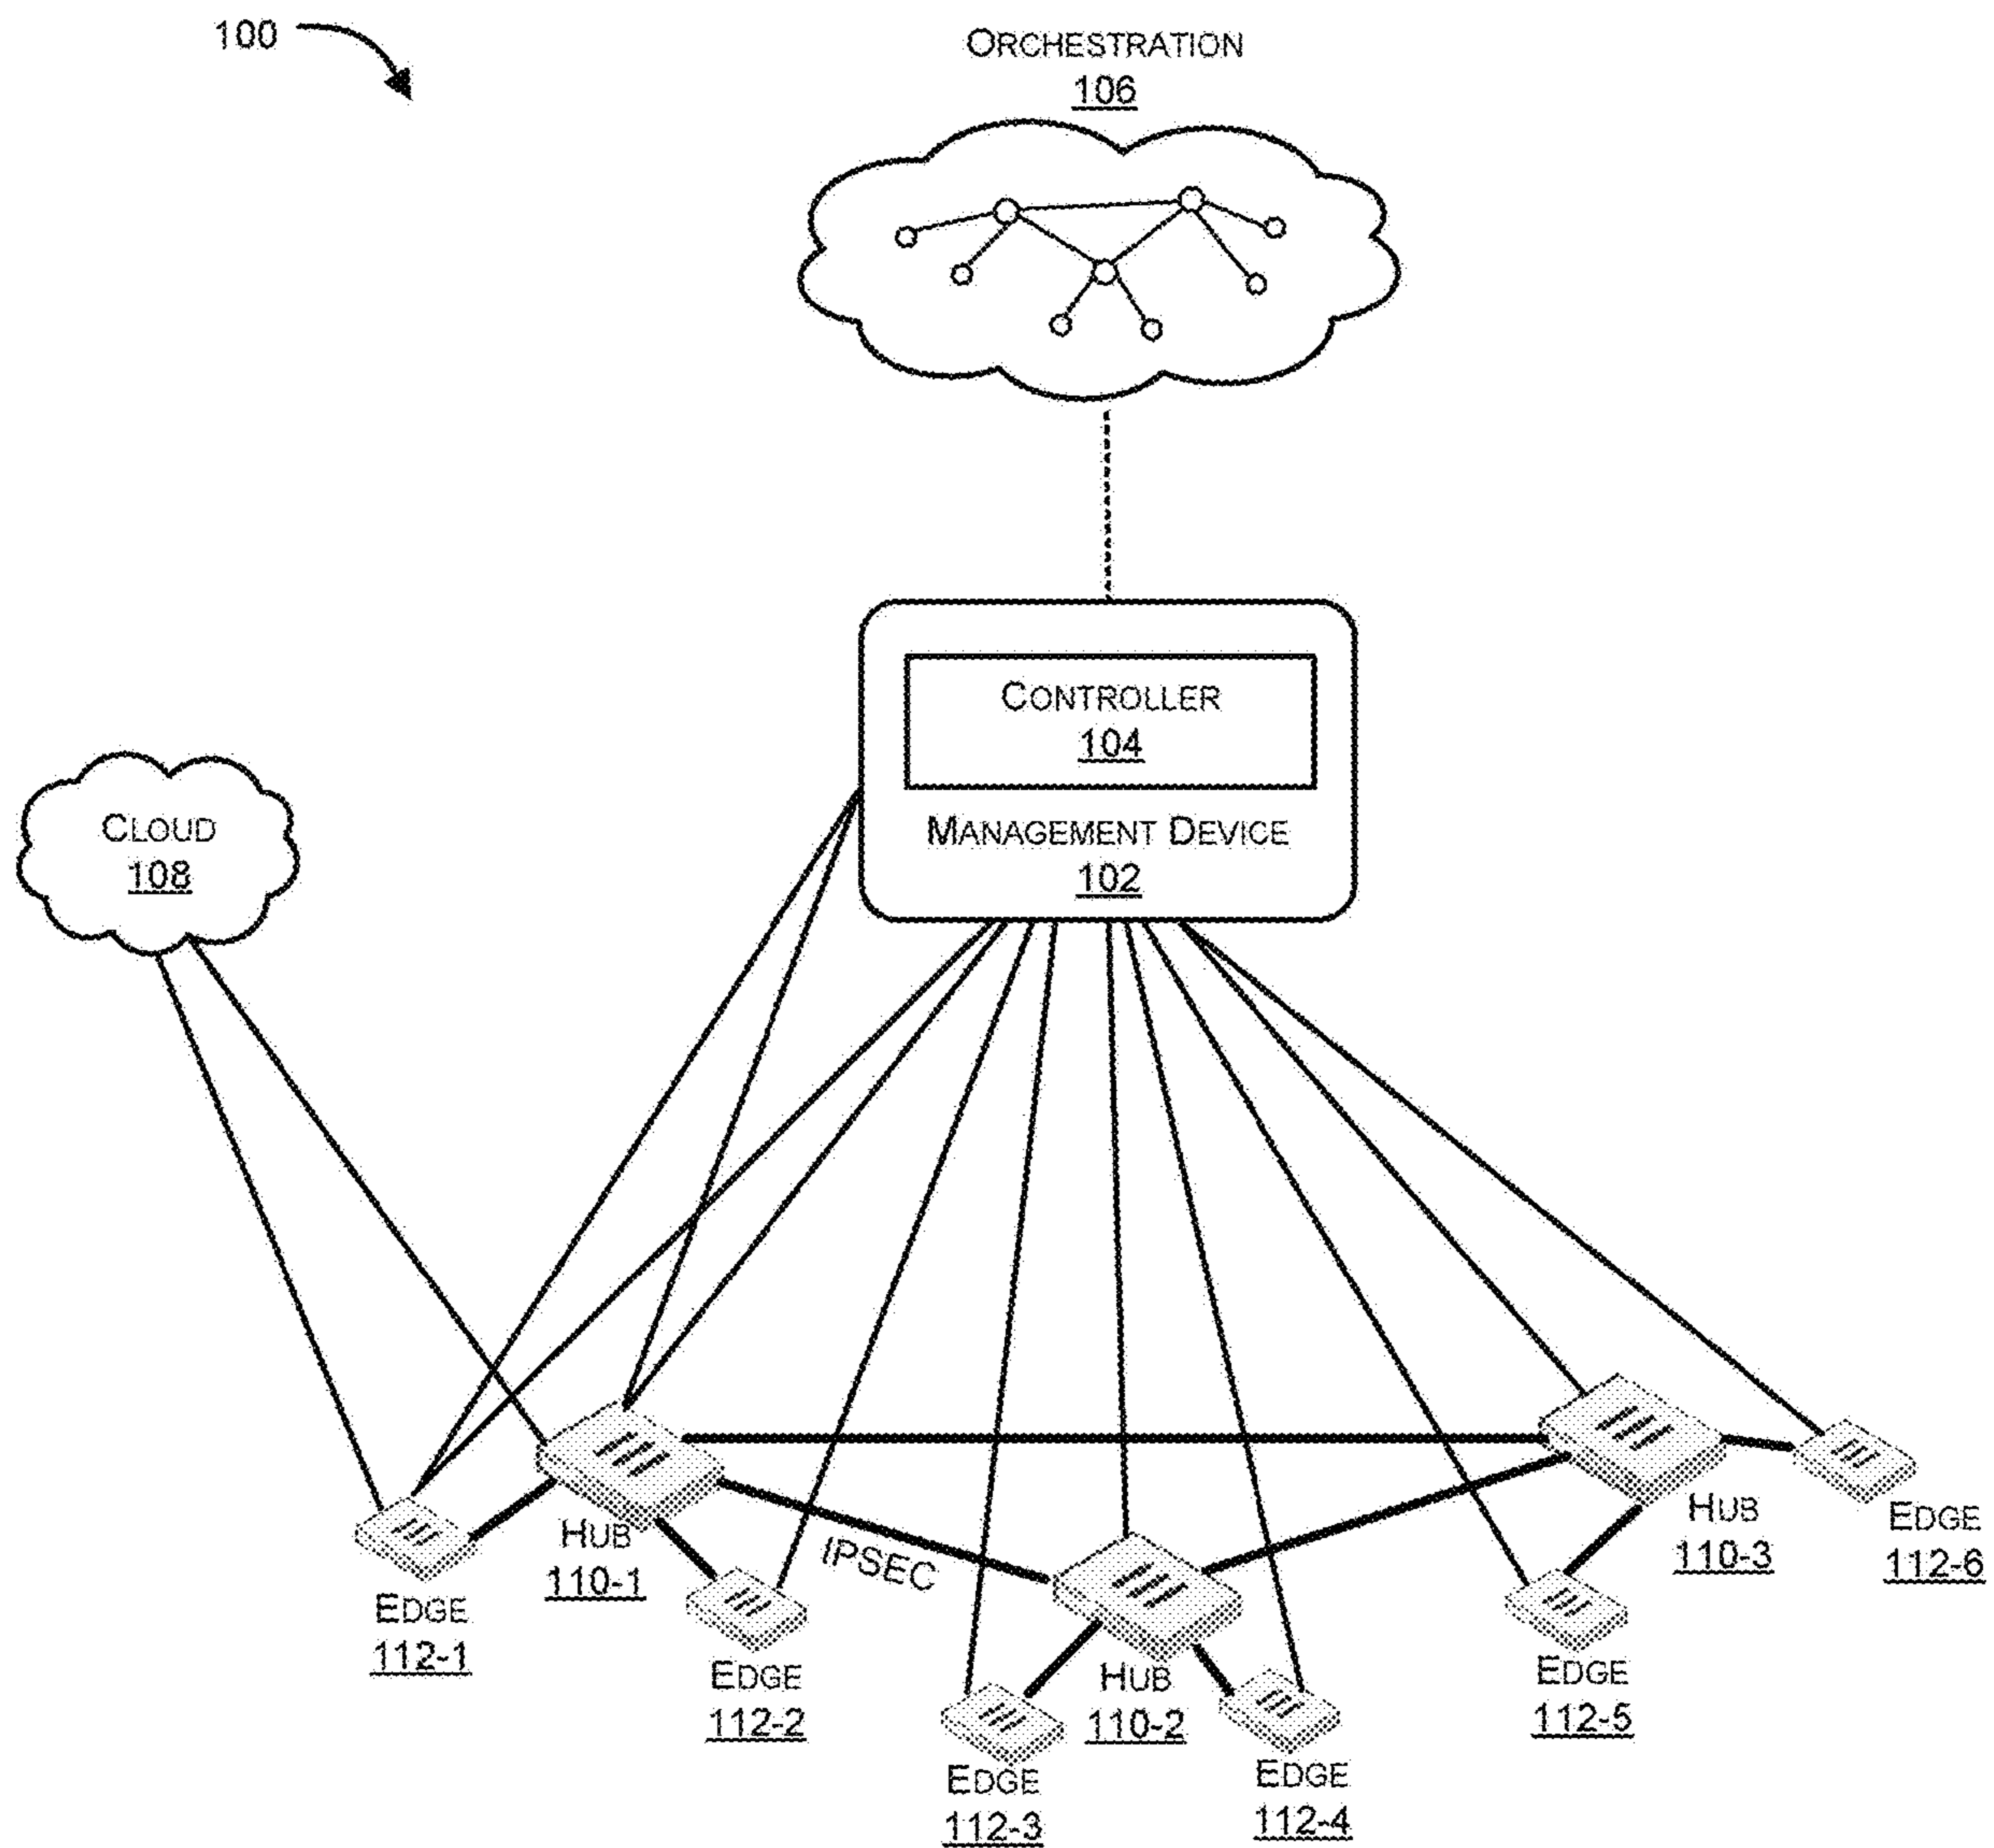 100
ORCHESTRATION
106
CONTROLLER
104
MANAGEMENT DEVICE
102
CLOUD
108
HUB
110-1
IPSEC
EDGE
112-1
EDGE
112-2
HUB
110-2
EDGE
112-3
EDGE
112-4
HUB
110-3
EDGE
112-5
EDGE
112-6